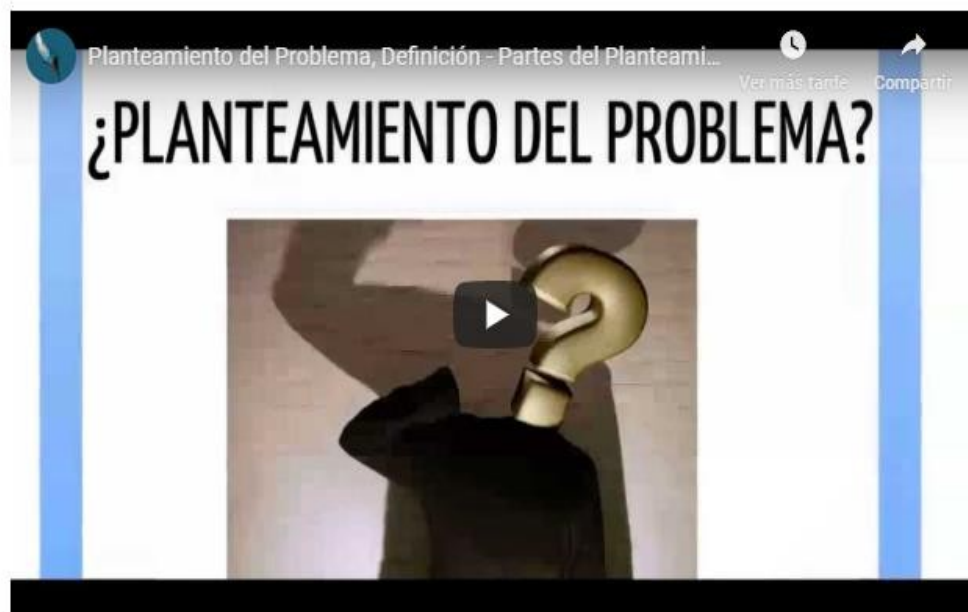 Planteamiento del Problema, Definición - Partes del Planteami...
Ver más tarde
Compartir
¿PLANTEAMIENTO DEL PROBLEMA?